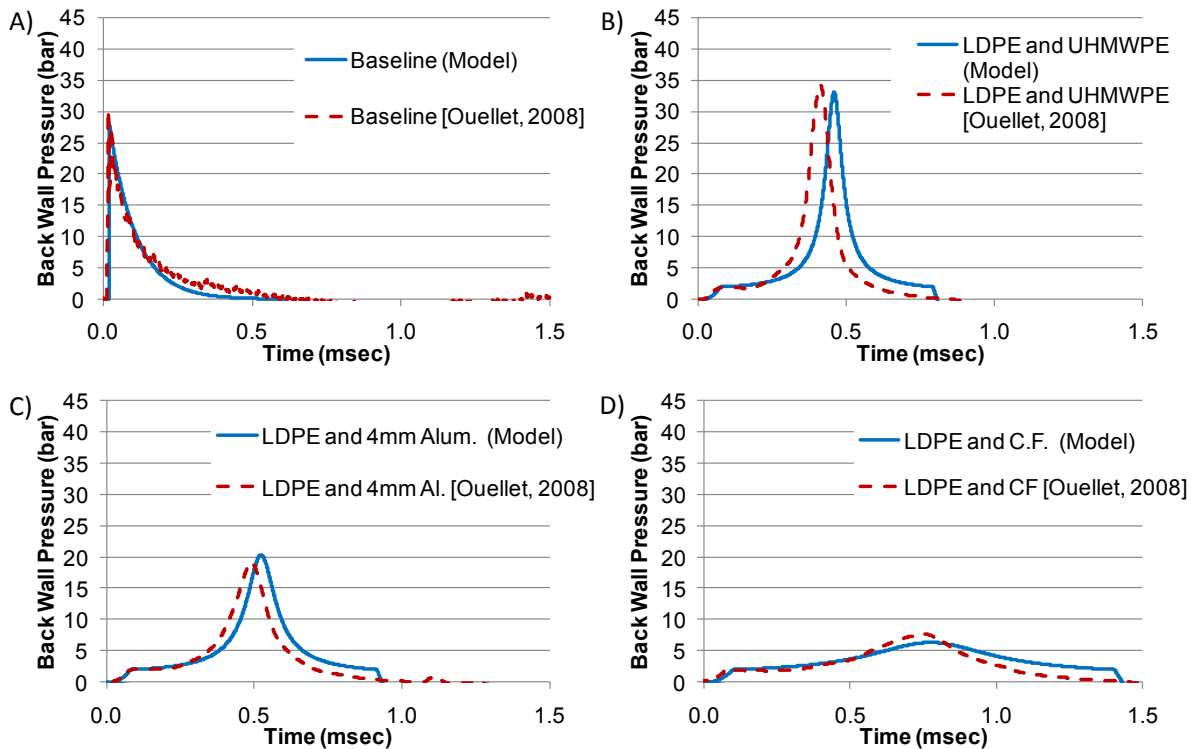 A)
Back Wall Pressure (bar)
45
40
35
30
25
20
15
10
5
0
Baseline (Model)
Baseline [Ouellet, 2008]
0.0
0.5
1.0
1.5
Time (msec)
B)
Back Wall Pressure (bar)
45
40
35
30
25
20
15
10
5
0
LDPE and UHMWPE
(Model)
LDPE and UHMWPE
[Ouellet, 2008]
0.0
0.5
1.0
1.5
Time (msec)
C)
Back Wall Pressure (bar)
45
40
35
30
25
20
15
10
5
0
LDPE and 4mm Alum. (Model)
LDPE and 4mm Al. [Ouellet, 2008]
0.0
0.5
1.0
1.5
Time (msec)
D)
Back Wall Pressure (bar)
45
40
35
30
25
20
15
10
5
0
LDPE and C.F. (Model)
LDPE and CF [Ouellet, 2008]
0.0
0.5
1.0
1.5
Time (msec)